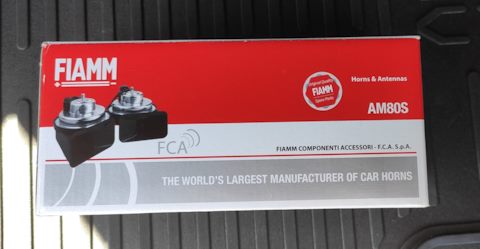 FIAMM
Original Quality
FIAMM
Spare Parts
Horns & Antennas
AM80S
FCA
FIAMM COMPONENTI ACCESSORI - F.C.A. S.p.A.
THE WORLD'S LARGEST MANUFACTURER OF CAR HORNS